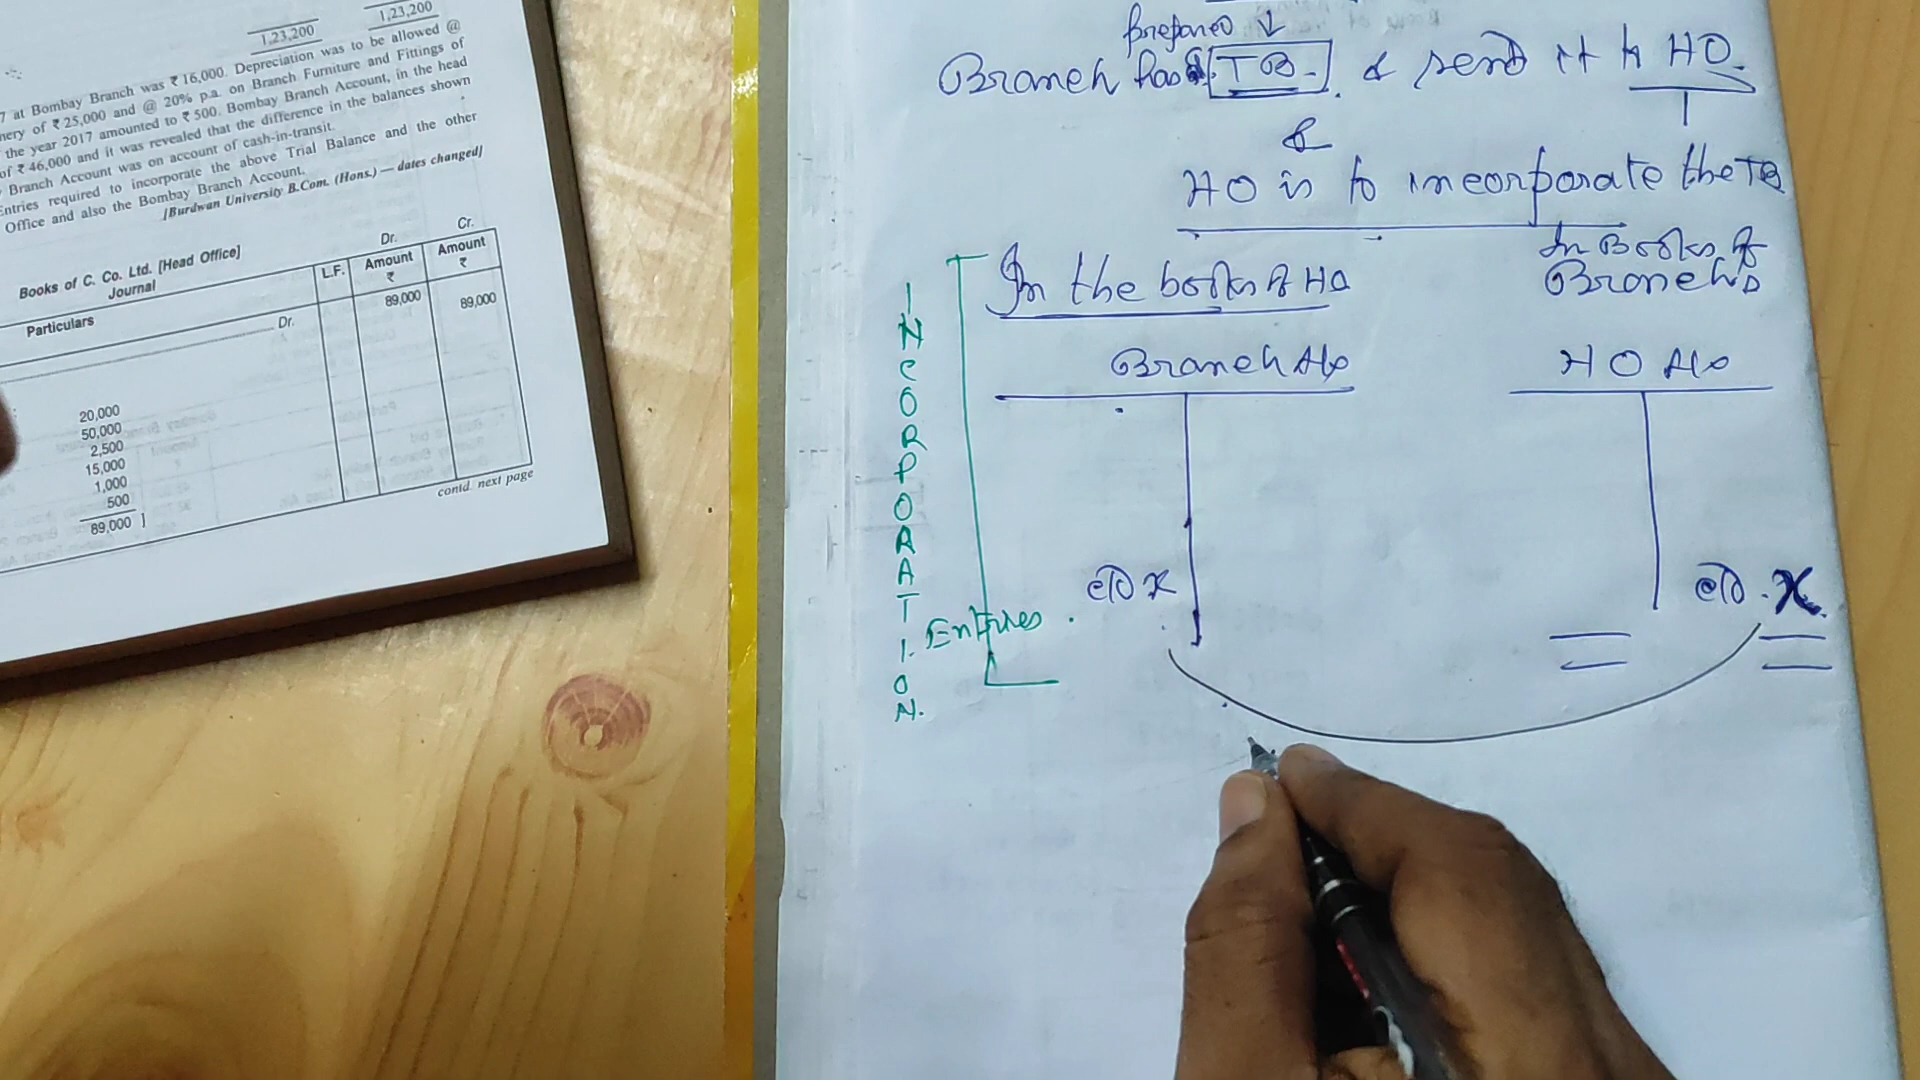 1,23,200 1,23,200
7 at Bombay Branch was ₹ 16,000. Depreciation was to be allowed @
nery of ₹ 25,000 and @ 20% p.a. on Branch Furniture and Fittings of
the year 2017 amounted to ₹ 500. Bombay Branch Account, in the head
of ₹ 46,000 and it was revealed that the difference in the balances shown
Branch Account was on account of cash-in-transit.
Entries required to incorporate the above Trial Balance and the other
Office and also the Bombay Branch Account.
[Burdwan University B.Com. (Hons.) — dates changed]
Books of C. Co. Ltd. [Head Office]
Journal
Particulars L.F. Dr. Amount ₹ Cr. Amount ₹
Dr. 89,000 89,000
20,000
50,000
2,500
15,000
1,000
500
89,000
contd. next page
prepared ↓
Branch has TB. & send it to HO.
&
HO is to incorporate the TB
In the books of HO
In Books of
Branch
Branch A/c
HO A/c
c/d x
c/d . x
INCORPORATION.
Entries.